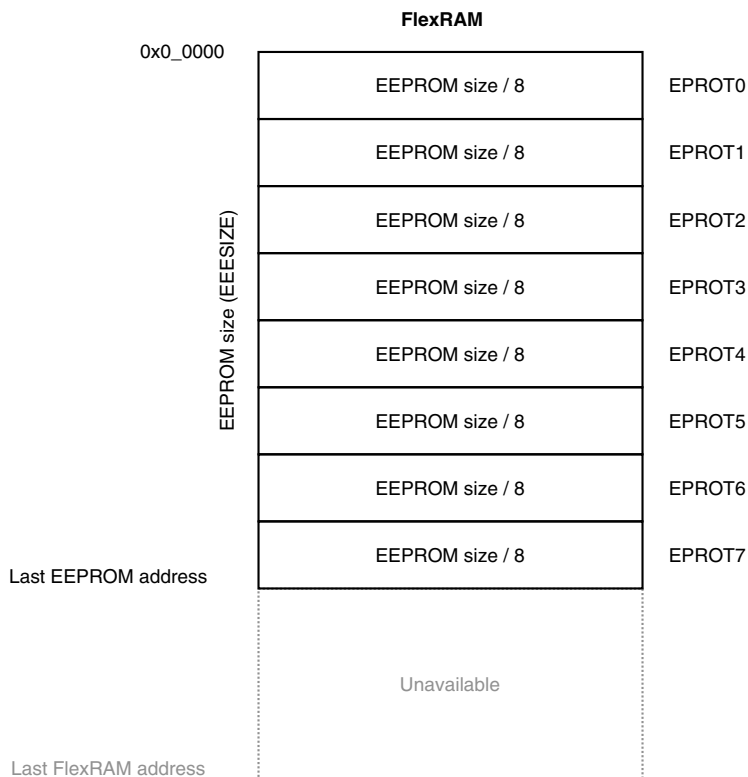 FlexRAM
0x0_0000
EEPROM size / 8 EPROT0
EEPROM size / 8 EPROT1
EEPROM size / 8 EPROT2
EEPROM size / 8 EPROT3
EEPROM size (EEESIZE)
EEPROM size / 8 EPROT4
EEPROM size / 8 EPROT5
EEPROM size / 8 EPROT6
EEPROM size / 8 EPROT7
Last EEPROM address
Unavailable
Last FlexRAM address